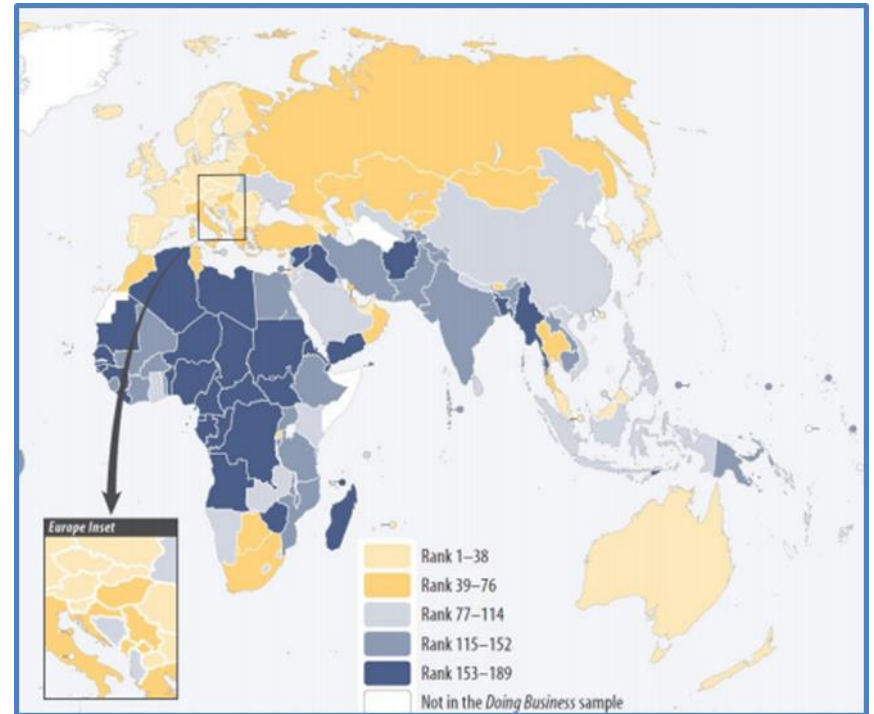 Europe Inset
Rank 1–38
Rank 39–76
Rank 77–114
Rank 115–152
Rank 153–189
Not in the Doing Business sample